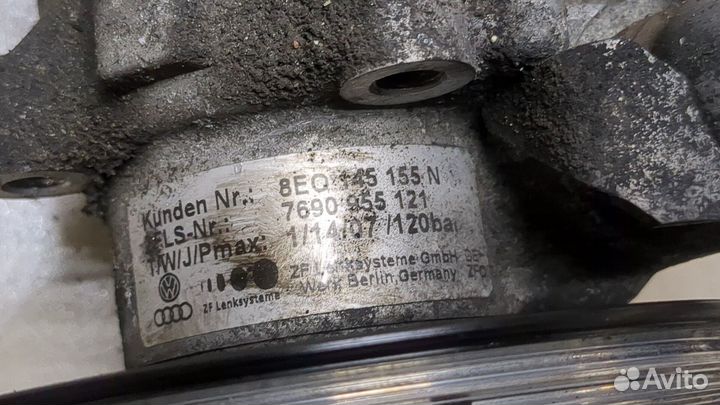 Kunden Nr.: 8E0 145 155 N
ZFLS-Nr.: 7690 955 121
T/W/J/Pmax: 1/14/07 /120bar
ZF Lenksysteme GmbH
Werk Berlin, Germany
ZF Lenksysteme
Avito